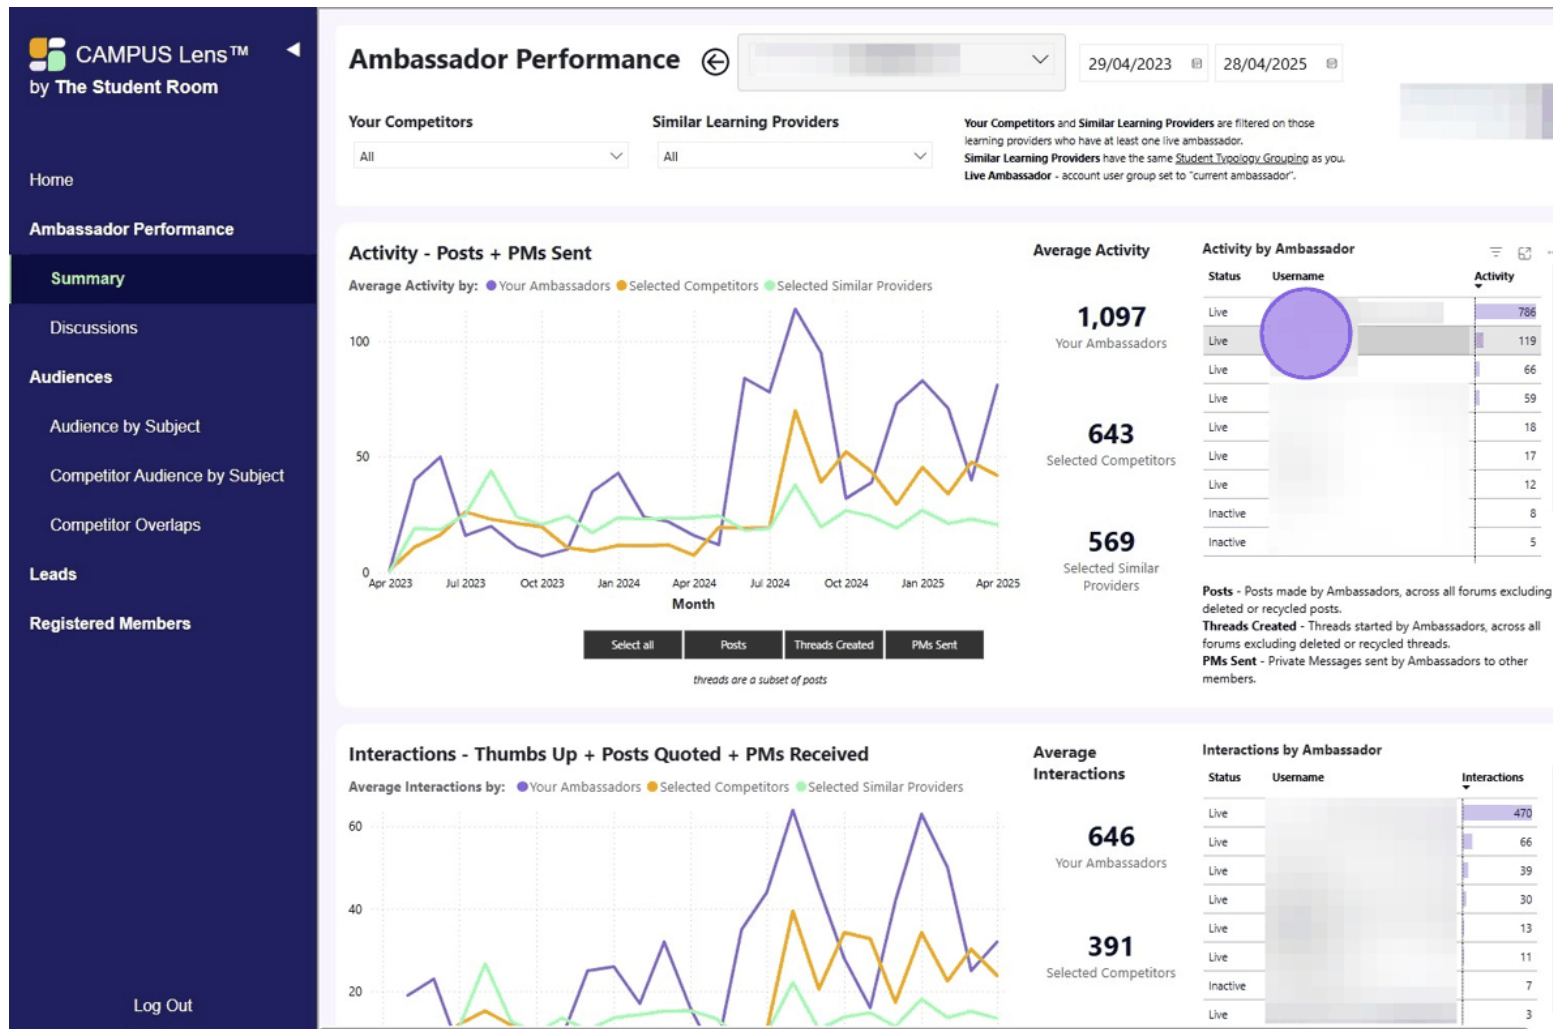 CAMPUS Lens™
by The Student Room
Home
Ambassador Performance
Summary
Discussions
Audiences
Audience by Subject
Competitor Audience by Subject
Competitor Overlaps
Leads
Registered Members
Log Out
Ambassador Performance
29/04/2023
28/04/2025
Your Competitors
All
Similar Learning Providers
All
Your Competitors and Similar Learning Providers are filtered on those
learning providers who have at least one live ambassador.
Similar Learning Providers have the same Student Typology Grouping as you.
Live Ambassador - account user group set to "current ambassador".
Activity - Posts + PMs Sent
Average Activity by: Your Ambassadors Selected Competitors Selected Similar Providers
100
50
0
Apr 2023 Jul 2023 Oct 2023 Jan 2024 Apr 2024 Jul 2024 Oct 2024 Jan 2025 Apr 2025
Month
Select all Posts Threads Created PMs Sent
threads are a subset of posts
Average Activity
1,097
Your Ambassadors
643
Selected Competitors
569
Selected Similar
Providers
Activity by Ambassador
Status Username Activity
Live 786
Live 119
Live 66
Live 59
Live 18
Live 17
Live 12
Inactive 8
Inactive 5
Posts - Posts made by Ambassadors, across all forums excluding
deleted or recycled posts.
Threads Created - Threads started by Ambassadors, across all
forums excluding deleted or recycled threads.
PMs Sent - Private Messages sent by Ambassadors to other
members.
Interactions - Thumbs Up + Posts Quoted + PMs Received
Average Interactions by: Your Ambassadors Selected Competitors Selected Similar Providers
60
40
20
Average
Interactions
646
Your Ambassadors
391
Selected Competitors
Interactions by Ambassador
Status Username Interactions
Live 470
Live 66
Live 39
Live 30
Live 13
Live 11
Inactive 7
Live 3